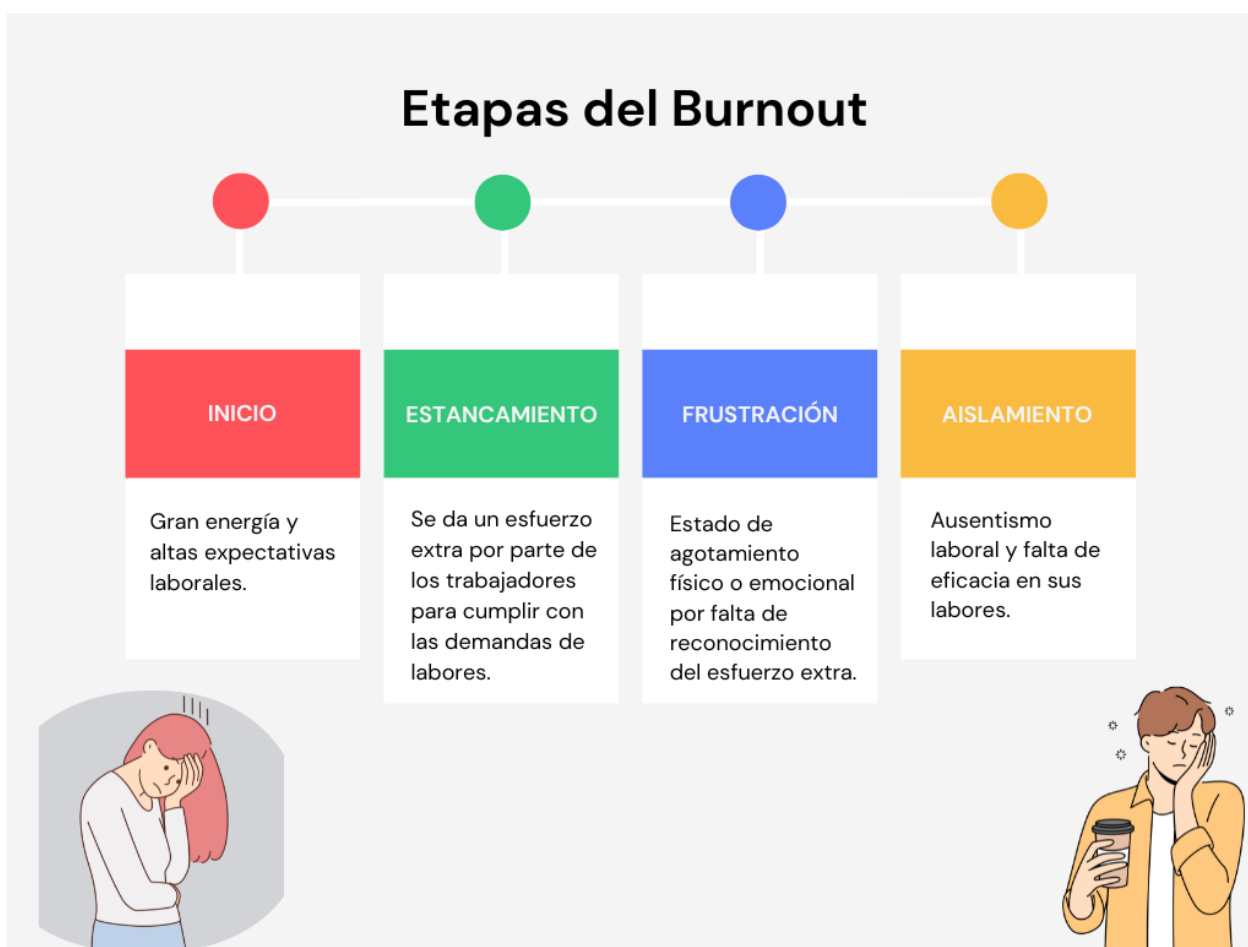 Etapas del Burnout
INICIO
Gran energía y
altas expectativas
laborales.
ESTANCAMIENTO
Se da un esfuerzo
extra por parte de
los trabajadores
para cumplir con
las demandas de
labores.
FRUSTRACIÓN
Estado de
agotamiento
físico o emocional
por falta de
reconocimiento
del esfuerzo extra.
AISLAMIENTO
Ausentismo
laboral y falta de
eficacia en sus
labores.